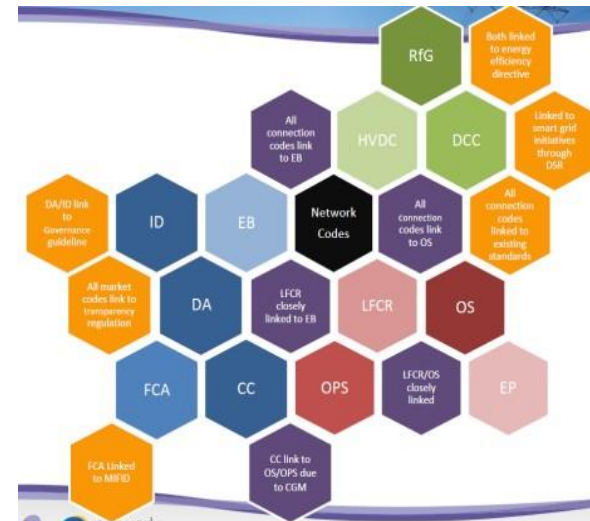 RfG
Both linked
to energy
efficiency
directive
All
connection
codes link
to EB
HVDC
DCC
Linked to
smart grid
initiatives
through
DSR
DA/ID link
to
Governance
guideline
ID
EB
Network
Codes
All
connection
codes link
to OS
All
connection
codes
linked to
existing
standards
All market
codes link to
transparency
regulation
DA
LFCR
closely
linked to EB
LFCR
OS
FCA
CC
OPS
LFCR/OS
closely
linked
EP
FCA Linked
to MIFID
CC link to
OS/OPS due
to CGM